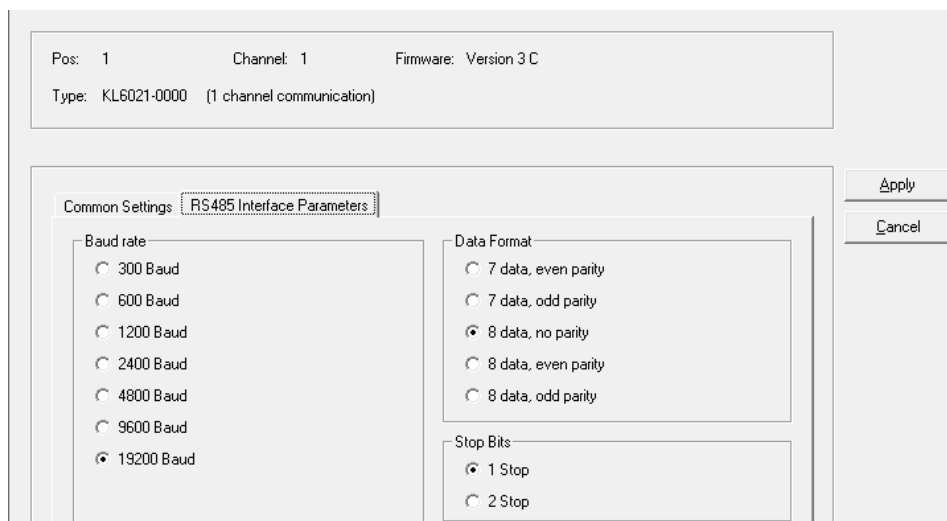 Pos: 1 Channel: 1 Firmware: Version 3 C
Type: KL6021-0000 (1 channel communication)
Apply
Cancel
Common Settings RS485 Interface Parameters
Baud rate
300 Baud
600 Baud
1200 Baud
2400 Baud
4800 Baud
9600 Baud
19200 Baud
Data Format
7 data, even parity
7 data, odd parity
8 data, no parity
8 data, even parity
8 data, odd parity
Stop Bits
1 Stop
2 Stop